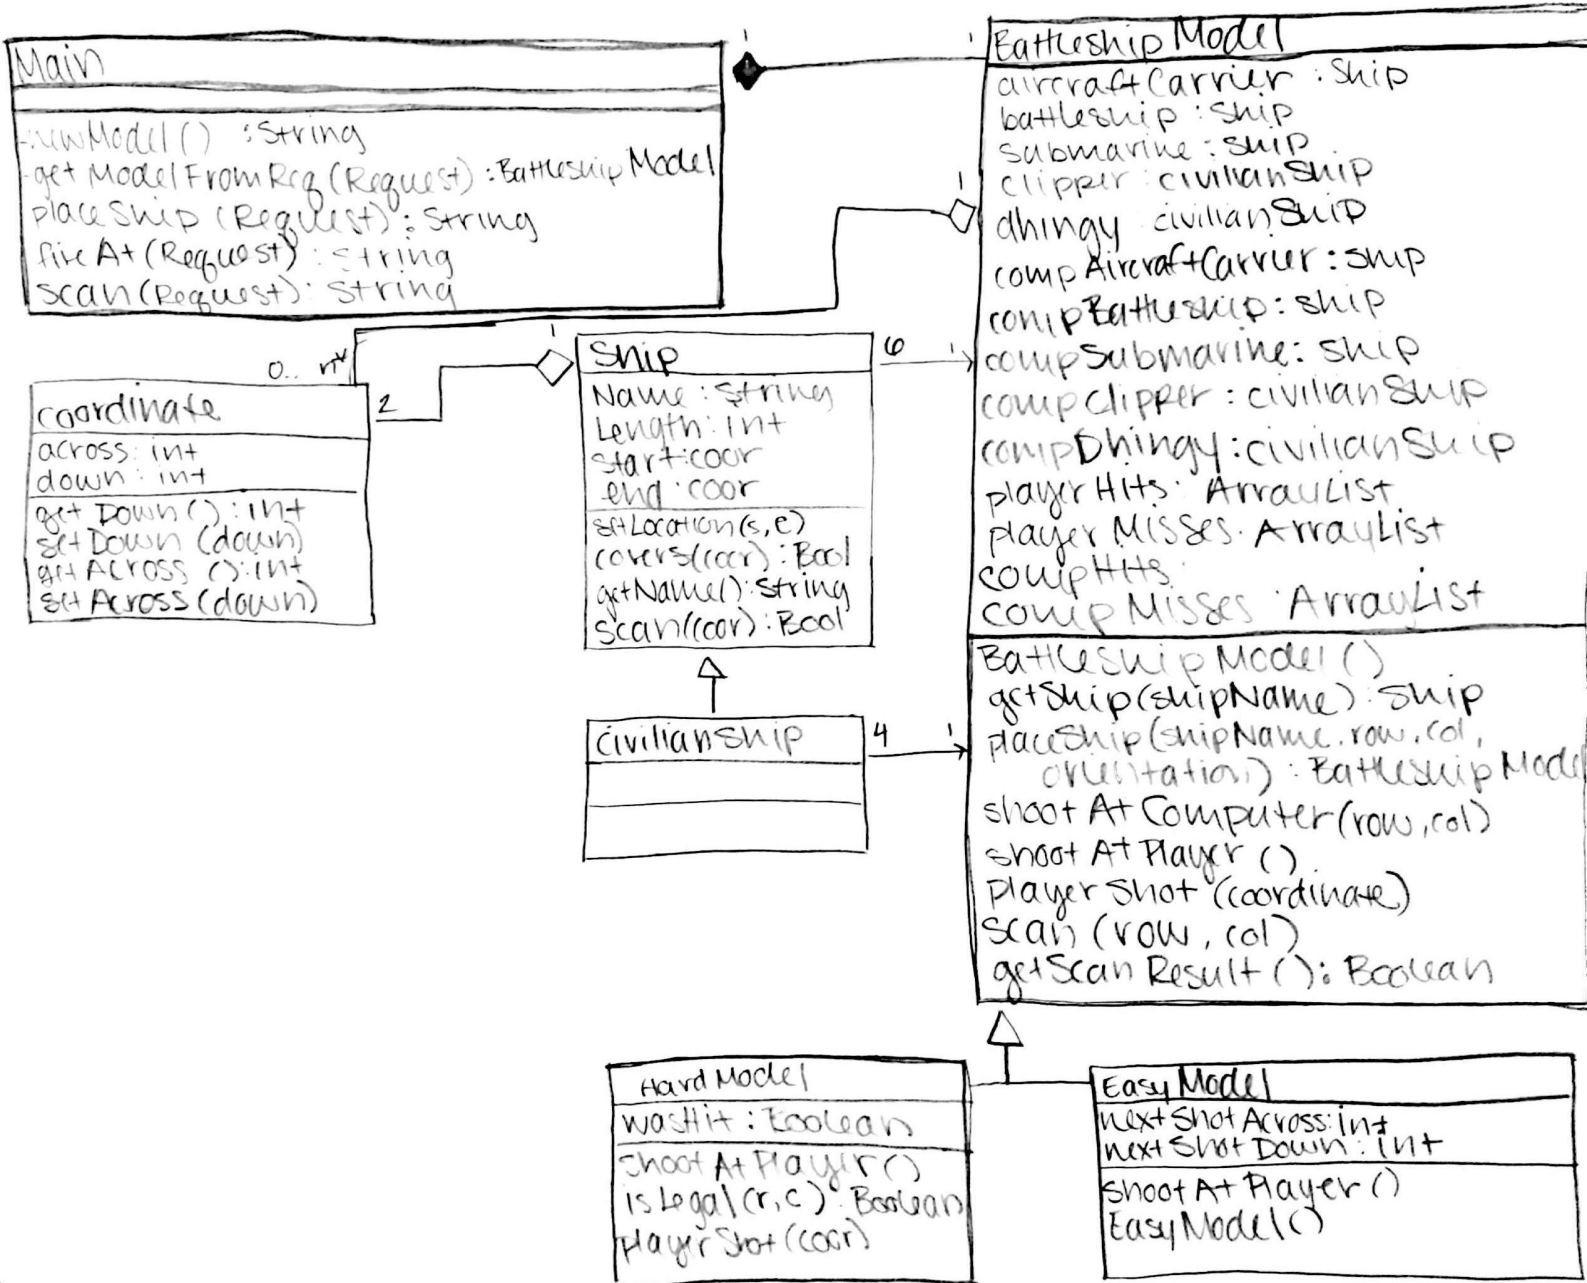 Main
newModel() : String
getModelFromReq(Request) : BattleshipModel
placeShip(Request) : String
fireAt(Request) : String
scan(Request) : String
1
1
BattleshipModel
aircraftCarrier : Ship
battleship : Ship
submarine : Ship
clipper : civilianShip
dhingy civilianShip
compAircraftCarrier : Ship
compBattleship : Ship
compSubmarine : Ship
compClipper : civilianShip
compDhingy : civilianShip
playerHits : ArrayList
playerMisses : ArrayList
compHits :
compMisses : ArrayList
BattleshipModel()
getShip(shipName) : Ship
placeShip(shipName, row, col,
orientation) : BattleshipModel
shootAtComputer(row, col)
shootAtPlayer()
playerShot(coordinate)
scan(row, col)
getScanResult() : Boolean
1
0..
2
1
coordinate
across : int
down : int
getDown() : int
setDown(down)
getAcross() : int
setAcross(down)
Ship
Name : String
Length : int
start : coor
end : coor
setLocation(s, e)
covers(coor) : Bool
getName() : String
scan(coor) : Bool
6
1
civilianShip
4
1
HardModel
wasHit : Boolean
shootAtPlayer()
isLegal(r, c) : Boolean
playerShot(coor)
EasyModel
nextShotAcross : int
nextShotDown : int
shootAtPlayer()
EasyModel()